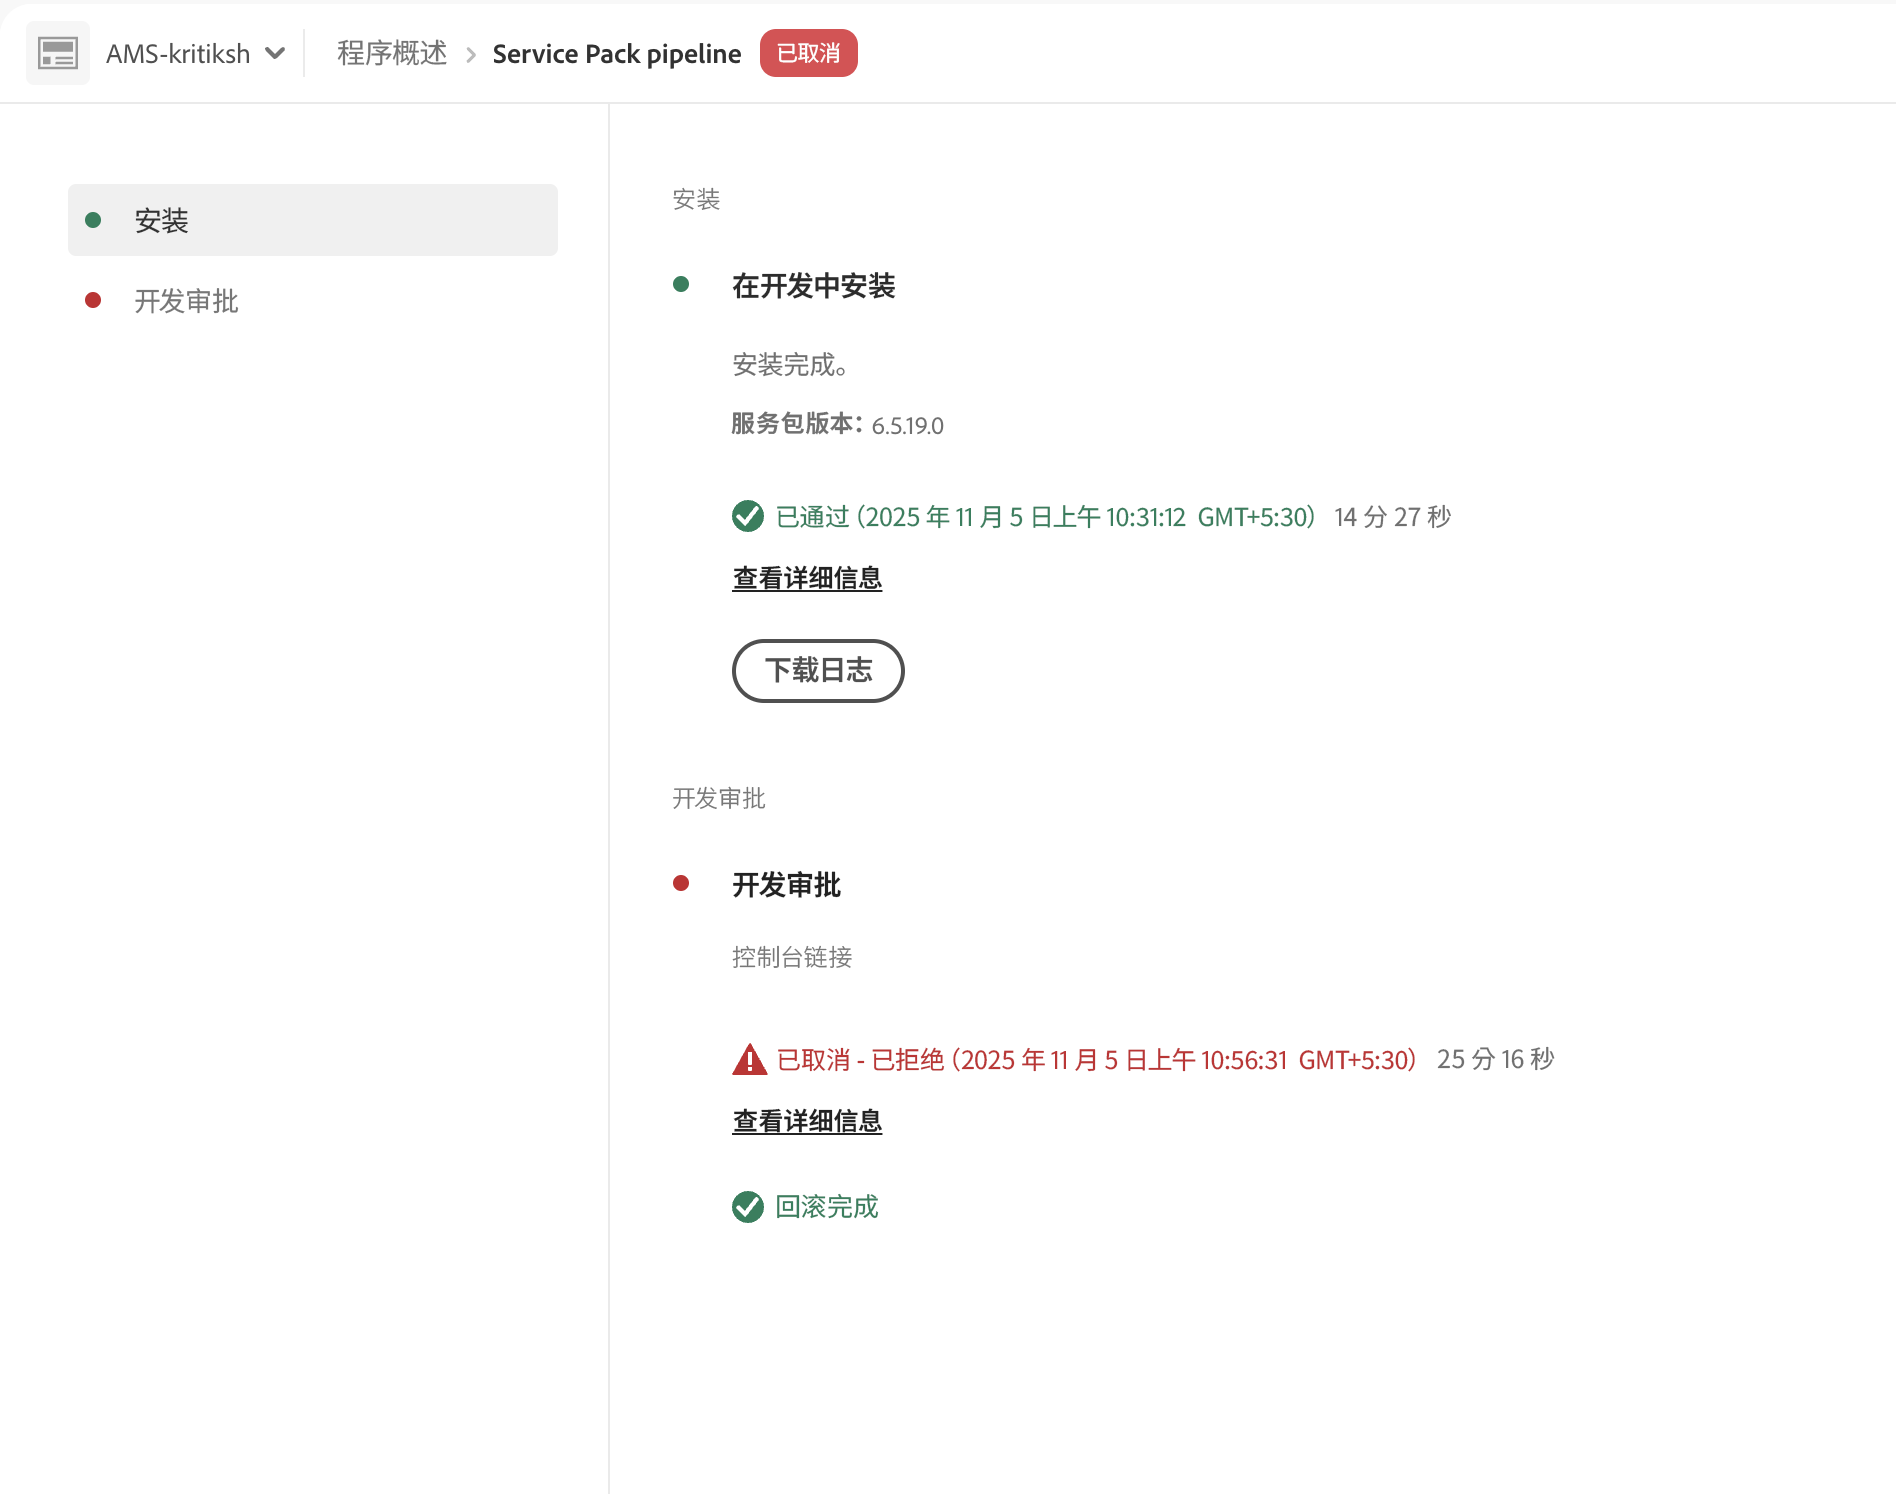 AMS-kritiksh 程序概述 Service Pack pipeline 已取消
安装
开发审批
安装
在开发中安装
安装完成。
服务包版本：6.5.19.0
已通过（2025 年 11 月 5 日上午 10:31:12 GMT+5:30） 14 分 27 秒
查看详细信息
下载日志
开发审批
开发审批
控制台链接
已取消 - 已拒绝（2025 年 11 月 5 日上午 10:56:31 GMT+5:30） 25 分 16 秒
查看详细信息
回滚完成